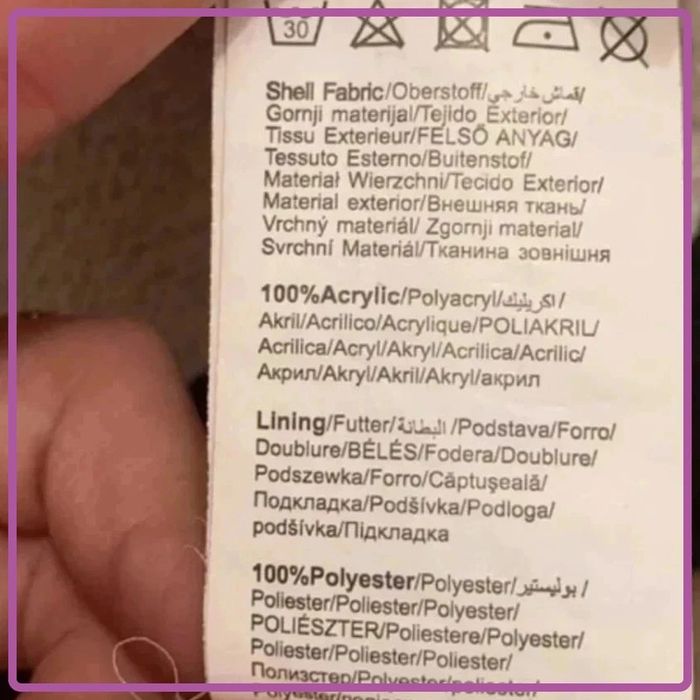 30
Shell Fabric/Oberstoff/قماش خارجي/
Gornji materijal/Tejido Exterior/
Tissu Exterieur/FELSŐ ANYAG/
Tessuto Esterno/Buitenstof/
Materiał Wierzchni/Tecido Exterior/
Material exterior/Внешняя ткань/
Vrchný materiál/ Zgornji material/
Svrchní Materiál/Тканина зовнішня
100%Acrylic/Polyacryl/اكريليك/
Akril/Acrilico/Acrylique/POLIAKRIL/
Acrilica/Acryl/Akryl/Acrilica/Acrilic/
Акрил/Akryl/Akril/Akryl/акрил
Lining/Futter/البطانة/Podstava/Forro/
Doublure/BÉLÉS/Fodera/Doublure/
Podszewka/Forro/Căptuşeală/
Подкладка/Podšívka/Podloga/
podšívka/Підкладка
100%Polyester/Polyester/بوليستير/
Poliester/Poliester/Polyester/
POLIÉSZTER/Poliestere/Polyester/
Poliester/Poliester/Poliester/
Полиэстер/Polyester/